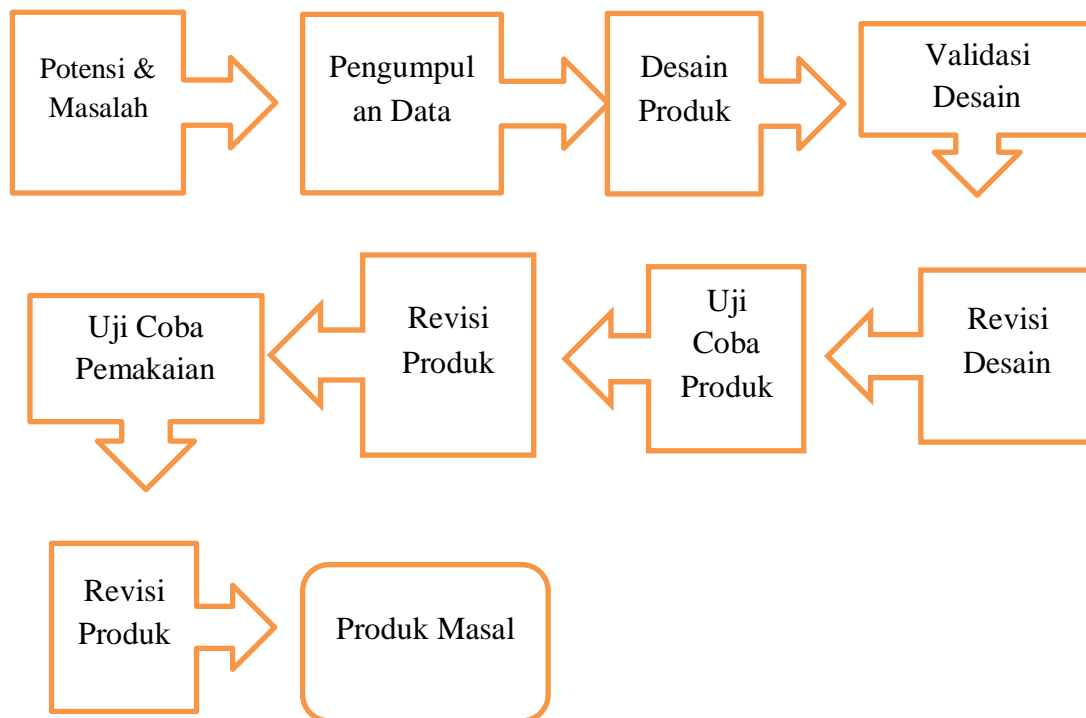 Potensi &
Masalah
Pengumpul
an Data
Desain
Produk
Validasi
Desain
Revisi
Desain
Uji
Coba
Produk
Revisi
Produk
Uji Coba
Pemakaian
Revisi
Produk
Produk Masal